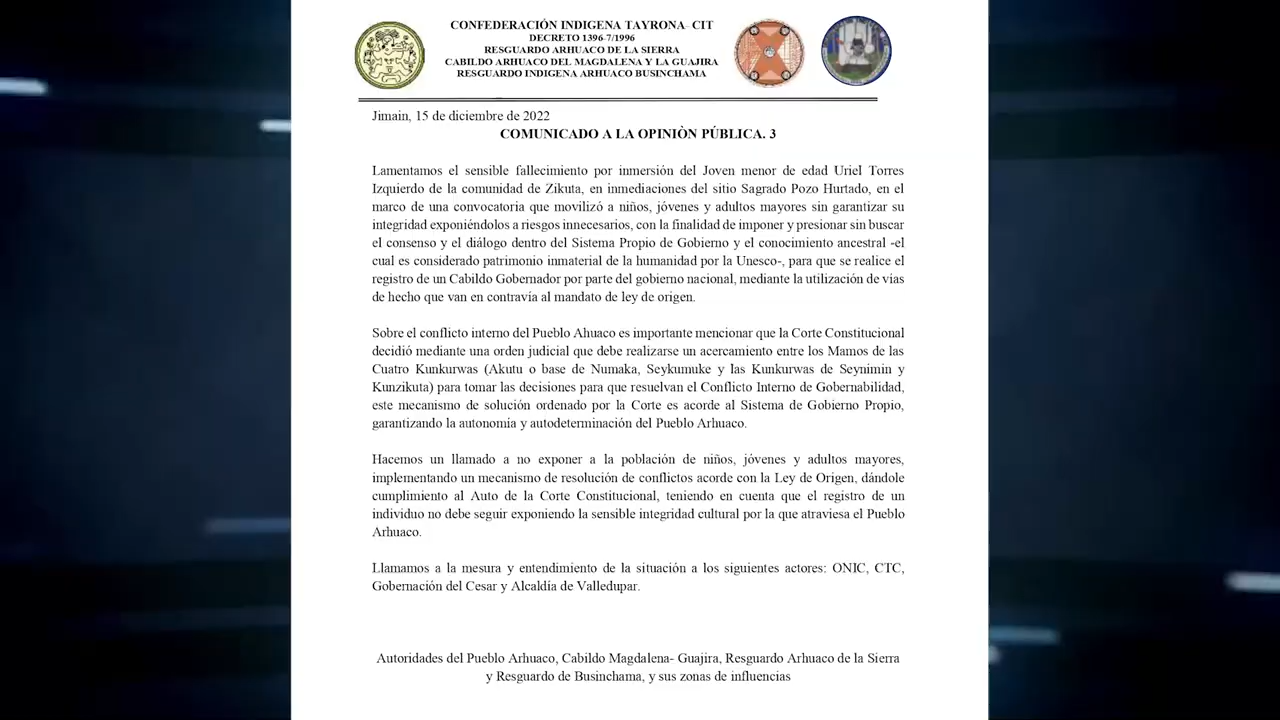 CONFEDERACIÓN INDIGENA TAYRONA- CIT
DECRETO 1396-7/1996
RESGUARDO ARHUACO DE LA SIERRA
CABILDO ARHUACO DEL MAGDALENA Y LA GUAJIRA
RESGUARDO INDIGENA ARHUACO BUSINCHAMA
Jimain, 15 de diciembre de 2022
COMUNICADO A LA OPINIÒN PÚBLICA. 3
Lamentamos el sensible fallecimiento por inmersión del Joven menor de edad Uriel Torres
Izquierdo de la comunidad de Zikuta, en inmediaciones del sitio Sagrado Pozo Hurtado, en el
marco de una convocatoria que movilizó a niños, jóvenes y adultos mayores sin garantizar su
integridad exponiéndolos a riesgos innecesarios, con la finalidad de imponer y presionar sin buscar
el consenso y el diálogo dentro del Sistema Propio de Gobierno y el conocimiento ancestral -el
cual es considerado patrimonio inmaterial de la humanidad por la Unesco-, para que se realice el
registro de un Cabildo Gobernador por parte del gobierno nacional, mediante la utilización de vías
de hecho que van en contravía al mandato de ley de origen.
Sobre el conflicto interno del Pueblo Ahuaco es importante mencionar que la Corte Constitucional
decidió mediante una orden judicial que debe realizarse un acercamiento entre los Mamos de las
Cuatro Kunkurwas (Akutu o base de Numaka, Seykumuke y las Kunkurwas de Seynimin y
Kunzikuta) para tomar las decisiones para que resuelvan el Conflicto Interno de Gobernabilidad,
este mecanismo de solución ordenado por la Corte es acorde al Sistema de Gobierno Propio,
garantizando la autonomía y autodeterminación del Pueblo Arhuaco.
Hacemos un llamado a no exponer a la población de niños, jóvenes y adultos mayores,
implementando un mecanismo de resolución de conflictos acorde con la Ley de Origen, dándole
cumplimiento al Auto de la Corte Constitucional, teniendo en cuenta que el registro de un
individuo no debe seguir exponiendo la sensible integridad cultural por la que atraviesa el Pueblo
Arhuaco.
Llamamos a la mesura y entendimiento de la situación a los siguientes actores: ONIC, CTC,
Gobernación del Cesar y Alcaldía de Valledupar.
Autoridades del Pueblo Arhuaco, Cabildo Magdalena- Guajira, Resguardo Arhuaco de la Sierra
y Resguardo de Businchama, y sus zonas de influencias